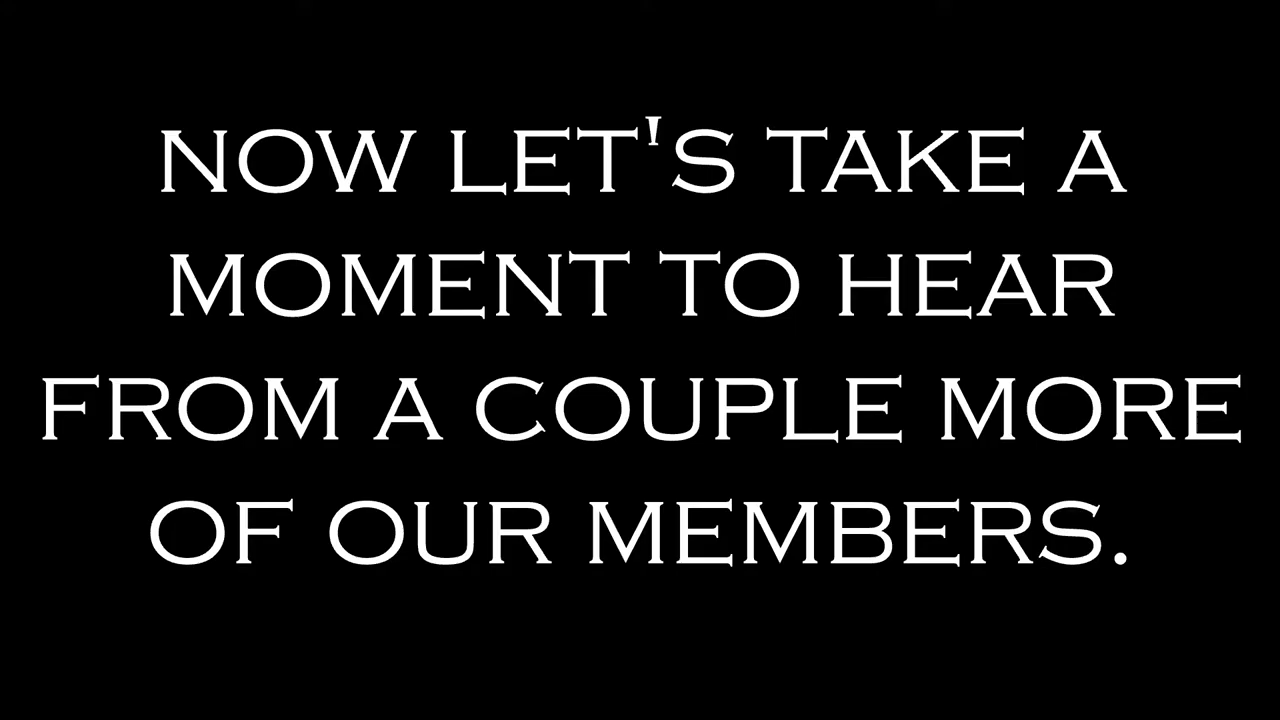 NOW LET'S TAKE A
MOMENT TO HEAR
FROM A COUPLE MORE
OF OUR MEMBERS.